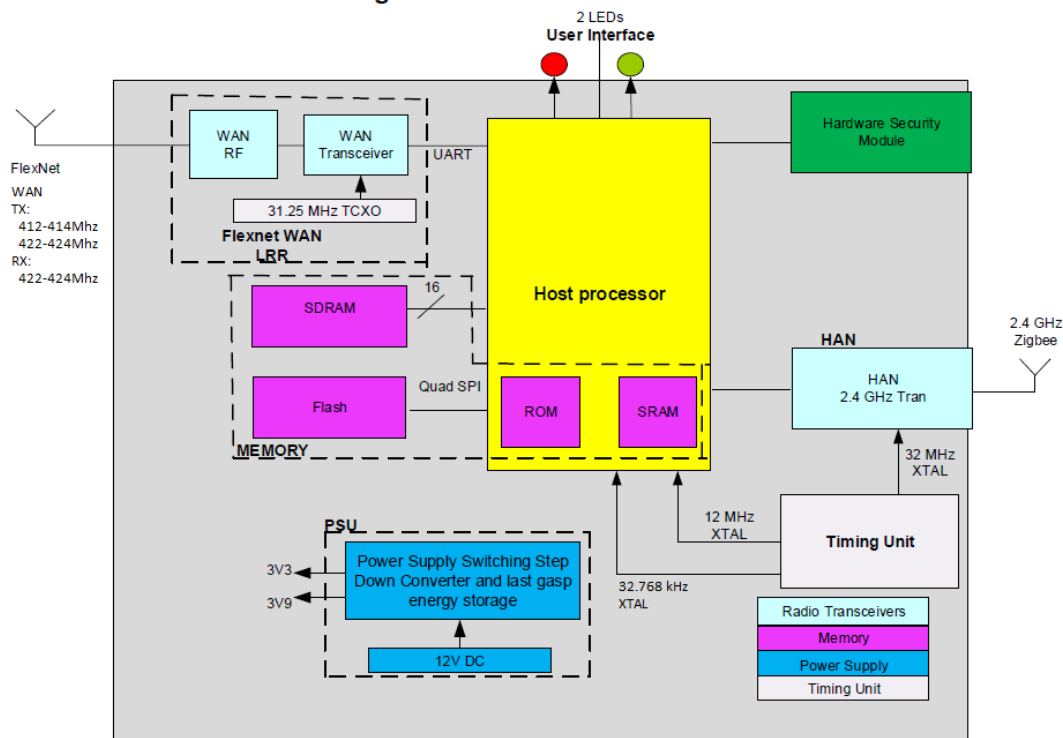 2 LEDs
User Interface
WAN
RF
WAN
Transceiver
UART
31.25 MHz TCXO
Flexnet WAN
LRR
FlexNet
WAN
TX:
412-414Mhz
422-424Mhz
RX:
422-424Mhz
Hardware Security
Module
Host processor
SDRAM
16
Flash
Quad SPI
MEMORY
ROM
SRAM
HAN
HAN
2.4 GHz Tran
2.4 GHz
Zigbee
32 MHz
XTAL
12 MHz
XTAL
Timing Unit
32.768 kHz
XTAL
PSU
Power Supply Switching Step
Down Converter and last gasp
energy storage
3V3
3V9
12V DC
Radio Transceivers
Memory
Power Supply
Timing Unit